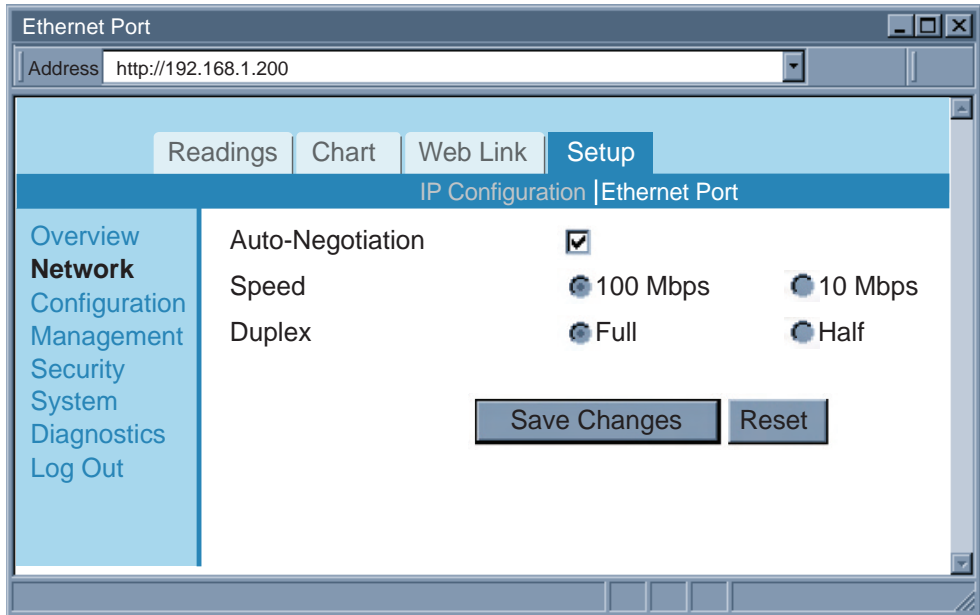 Ethernet Port
Address http://192.168.1.200
Readings Chart Web Link Setup
IP Configuration | Ethernet Port
Overview
Network
Configuration
Management
Security
System
Diagnostics
Log Out
Auto-Negotiation
Speed 100 Mbps 10 Mbps
Duplex Full Half
Save Changes Reset